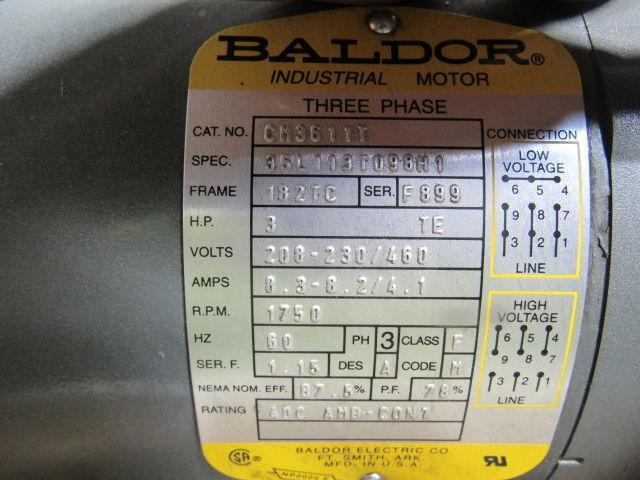 BALDOR®
INDUSTRIAL MOTOR
THREE PHASE
CAT. NO. CM3611T
SPEC. 35L113T098H1
FRAME 182TC SER. F899
H.P. 3 TE
VOLTS 208-230/460
AMPS 8.3-8.2/4.1
R.P.M. 1750
HZ 60 PH 3 CLASS F
SER. F. 1.15 DES A CODE M
NEMA NOM. EFF. 87.5% P.F. 78%
RATING 40C AMB-CONT
CONNECTION
LOW
VOLTAGE
6 5 4
9 8 7
3 2 1
LINE
HIGH
VOLTAGE
6 5 4
9 8 7
3 2 1
LINE
BALDOR ELECTRIC CO.
FT. SMITH, ARK
MFD. IN U.S.A.